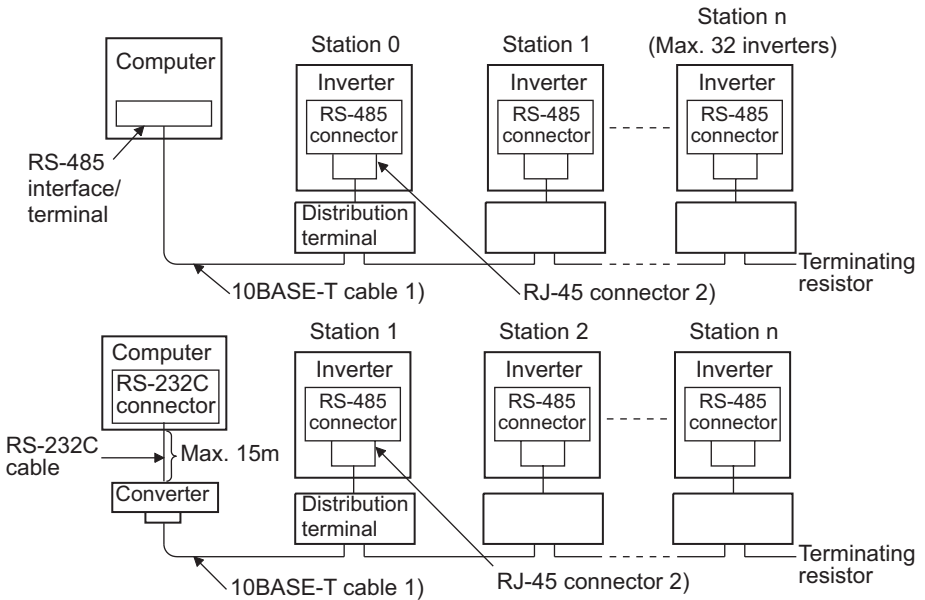 Station n
Station 0
Station 1
(Max. 32 inverters)
Computer
Inverter
Inverter
Inverter
RS-485
connector
RS-485
connector
RS-485
connector
RS-485
interface/
terminal
Distribution
terminal
Terminating
resistor
10BASE-T cable 1)
RJ-45 connector 2)
Station 1
Station 2
Station n
Computer
Inverter
Inverter
Inverter
RS-232C
connector
RS-485
connector
RS-485
connector
RS-485
connector
RS-232C
cable
Max. 15m
Converter
Distribution
terminal
Terminating
resistor
10BASE-T cable 1)
RJ-45 connector 2)